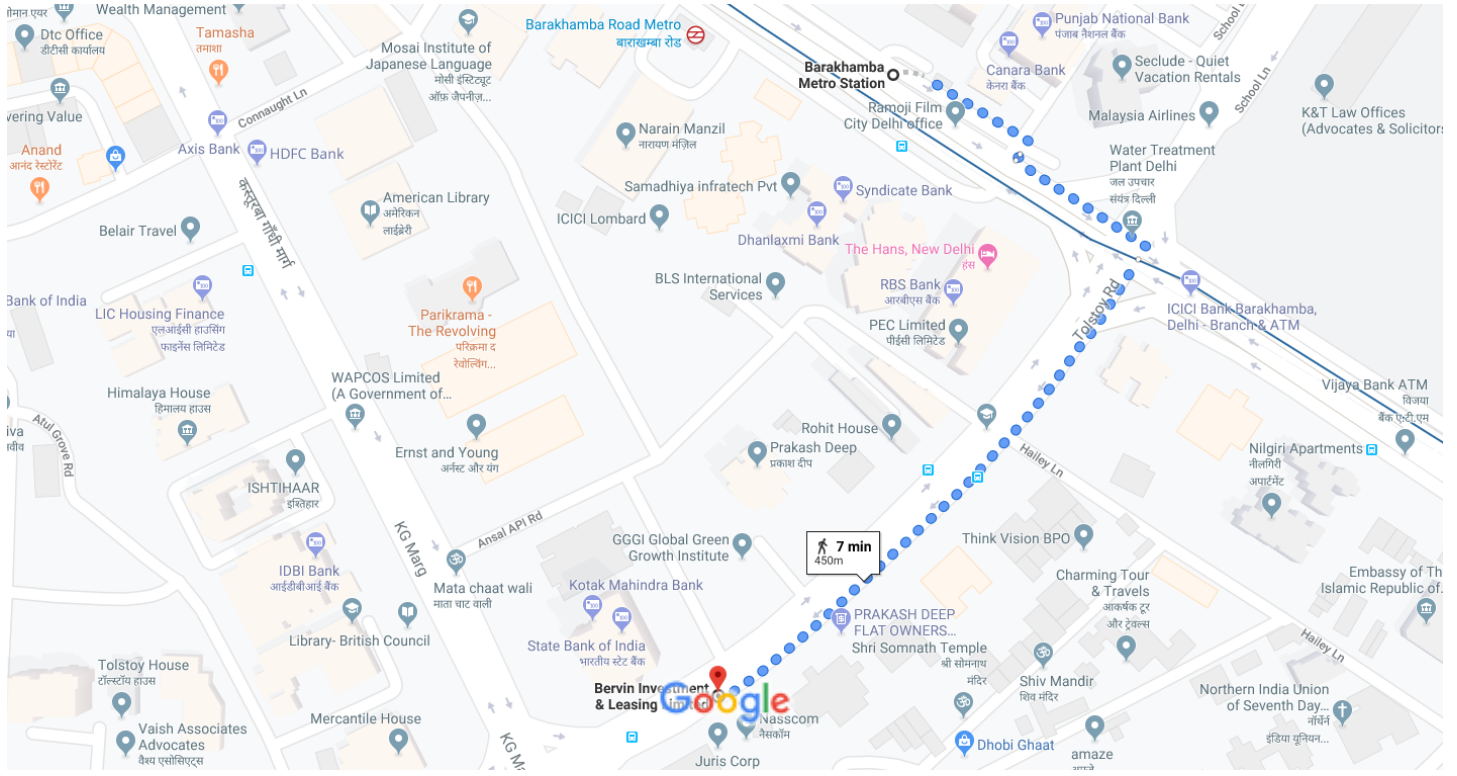 Wealth Management
Dtc Office
डीटीसी कार्यालय
Tamasha
तमाशा
Mosai Institute of
Japanese Language
मोसी इंस्टिट्यूट
ऑफ़ जैपनीज़...
Barakhamba Road Metro
बाराखम्बा रोड
Barakhamba
Metro Station
Punjab National Bank
पंजाब नैशनल बैंक
Canara Bank
केनरा बैंक
School Ln
Seclude - Quiet
Vacation Rentals
School Ln
K&T Law Offices
(Advocates & Solicitors
Connaught Ln
vering Value
Anand
आनंद रेस्टोरेंट
Axis Bank
HDFC Bank
Narain Manzil
नारायण मंज़िल
Ramoji Film
City Delhi office
Malaysia Airlines
Water Treatment
Plant Delhi
जल उपचार
संयंत्र दिल्ली
कस्तूरबा गाँधी मार्ग
American Library
अमेरिकन
लाईब्रेरी
Samadhiya infratech Pvt
Syndicate Bank
ICICI Lombard
Dhanlaxmi Bank
Belair Travel
The Hans, New Delhi
हंस
BLS International
Services
RBS Bank
आरबीएस बैंक
Tolstoy Rd
Bank of India
LIC Housing Finance
एलआईसी हाउसिंग
फाइनेंस लिमिटेड
Parikrama -
The Revolving
परिक्रमा द
रेवोल्विंग...
PEC Limited
पीईसी लिमिटेड
ICICI Bank Barakhamba,
Delhi - Branch & ATM
Himalaya House
हिमालय हाउस
WAPCOS Limited
(A Government of...
Vijaya Bank ATM
विजया
बैंक ए.टी.एम
Atul Grove Rd
Ernst and Young
अर्नस्ट और यंग
Rohit House
Prakash Deep
प्रकाश दीप
Hailey Ln
Nilgiri Apartments
नीलगिरी
अपार्टमेंट
ISHTIHAAR
इश्तिहार
KG Marg
Ansal API Rd
7 min
450m
GGGI Global Green
Growth Institute
Think Vision BPO
IDBI Bank
आईडीबीआई बैंक
Mata chaat wali
माता चाट वाली
Kotak Mahindra Bank
Charming Tour
& Travels
आकर्षक टूर
और ट्रेवल्स
Embassy of Th
Islamic Republic of
Library- British Council
State Bank of India
भारतीय स्टेट बैंक
PRAKASH DEEP
FLAT OWNERS...
Shri Somnath Temple
श्री सोमनाथ
मंदिर
Hailey Ln
Tolstoy House
टॉल्स्टॉय हाउस
Bervin Investment
& Leasing Limited
Google
Shiv Mandir
शिव मंदिर
Northern India Union
of Seventh Day...
नॉर्थर्न
इंडिया यूनियन...
Vaish Associates
Advocates
वैश्य एसोसिएट्स
Mercantile House
KG Ma
Nasscom
नैसकॉम
Juris Corp
Dhobi Ghaat
amaze